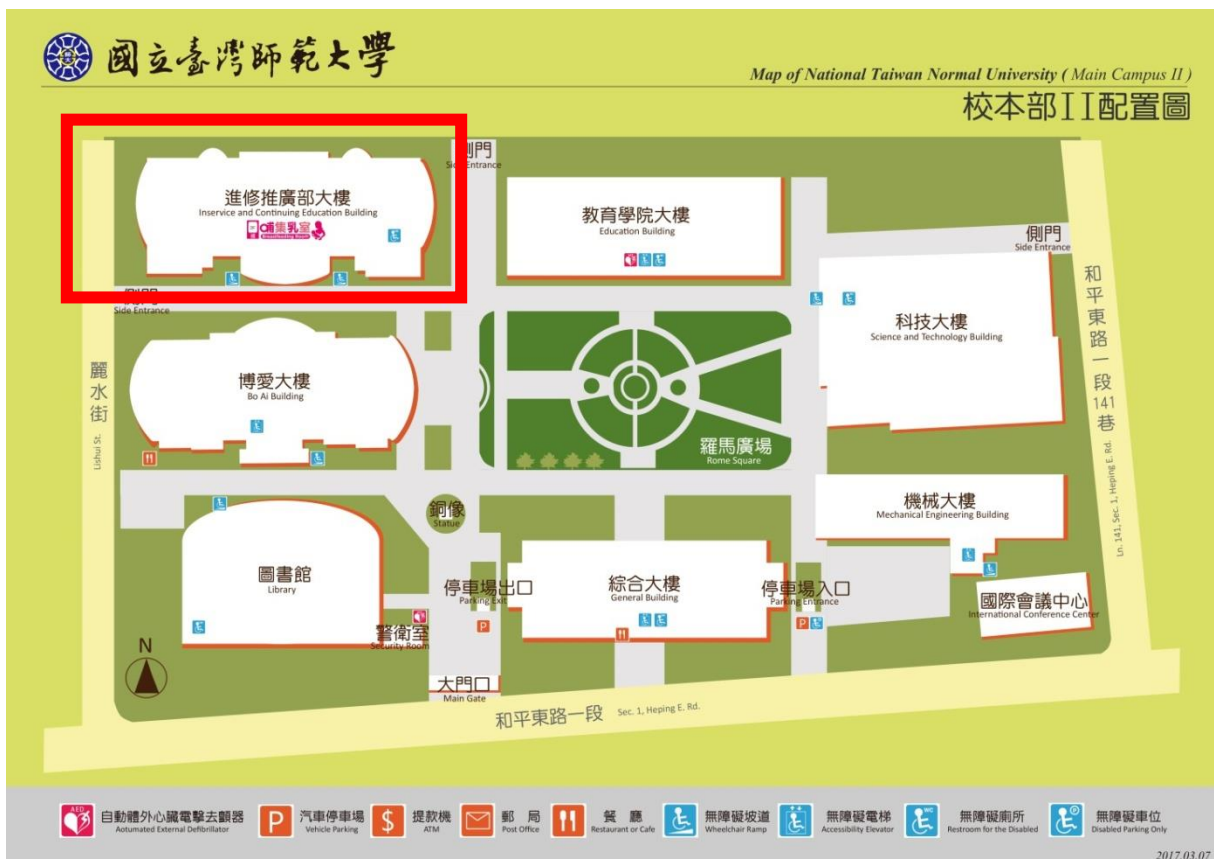 國立臺灣師範大學
Map of National Taiwan Normal University ( Main Campus II )
校本部II配置圖
側門
Side Entrance
進修推廣部大樓
Inservice and Continuing Education Building
哺集乳室
Breastfeeding Room
教育學院大樓
Education Building
側門
Side Entrance
側門
Side Entrance
科技大樓
Science and Technology Building
和平東路一段141巷
Ln. 141, Sec. 1, Heping E. Rd.
麗水街
Lishui St.
博愛大樓
Bo Ai Building
羅馬廣場
Rome Square
銅像
Statue
機械大樓
Mechanical Engineering Building
圖書館
Library
停車場出口
Parking Exit
綜合大樓
General Building
停車場入口
Parking Entrance
國際會議中心
International Conference Center
P
P
警衛室
Security Room
N
大門口
Main Gate
和平東路一段 Sec. 1, Heping E. Rd.
AED
自動體外心臟電擊去顫器
Aotumated External Defibrillator
P
汽車停車場
Vehicle Parking
$
提款機
ATM
郵局
Post Office
餐廳
Restaurant or Cafe
無障礙坡道
Wheelchair Ramp
無障礙電梯
Accessibility Elevator
WC
無障礙廁所
Restroom for the Disabled
P
無障礙車位
Disabled Parking Only
2017.03.07